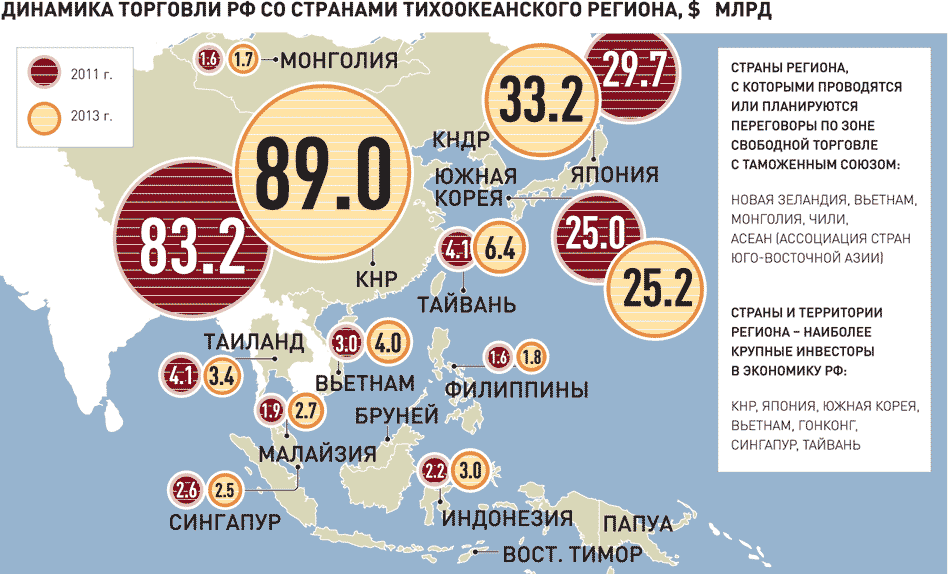 ДИНАМИКА ТОРГОВЛИ РФ СО СТРАНАМИ ТИХООКЕАНСКОГО РЕГИОНА, $ МЛРД
2011 г.
2013 г.
1.6
1.7
МОНГОЛИЯ
33.2
29.7
КНДР
ЯПОНИЯ
ЮЖНАЯ
КОРЕЯ
89.0
83.2
КНР
25.0
25.2
4.1
6.4
ТАЙВАНЬ
ТАИЛАНД
4.1
3.4
3.0
4.0
ВЬЕТНАМ
1.6
1.8
ФИЛИППИНЫ
1.9
2.7
МАЛАЙЗИЯ
БРУНЕЙ
2.6
2.5
СИНГАПУР
2.2
3.0
ИНДОНЕЗИЯ
ПАПУА
ВОСТ. ТИМОР
СТРАНЫ РЕГИОНА,
С КОТОРЫМИ ПРОВОДЯТСЯ
ИЛИ ПЛАНИРУЮТСЯ
ПЕРЕГОВОРЫ ПО ЗОНЕ
СВОБОДНОЙ ТОРГОВЛЕ
С ТАМОЖЕННЫМ СОЮЗОМ:
НОВАЯ ЗЕЛАНДИЯ, ВЬЕТНАМ,
МОНГОЛИЯ, ЧИЛИ,
АСЕАН (АССОЦИАЦИЯ СТРАН
ЮГО-ВОСТОЧНОЙ АЗИИ)
СТРАНЫ И ТЕРРИТОРИИ
РЕГИОНА – НАИБОЛЕЕ
КРУПНЫЕ ИНВЕСТОРЫ
В ЭКОНОМИКУ РФ:
КНР, ЯПОНИЯ, ЮЖНАЯ КОРЕЯ,
ВЬЕТНАМ, ГОНКОНГ,
СИНГАПУР, ТАЙВАНЬ